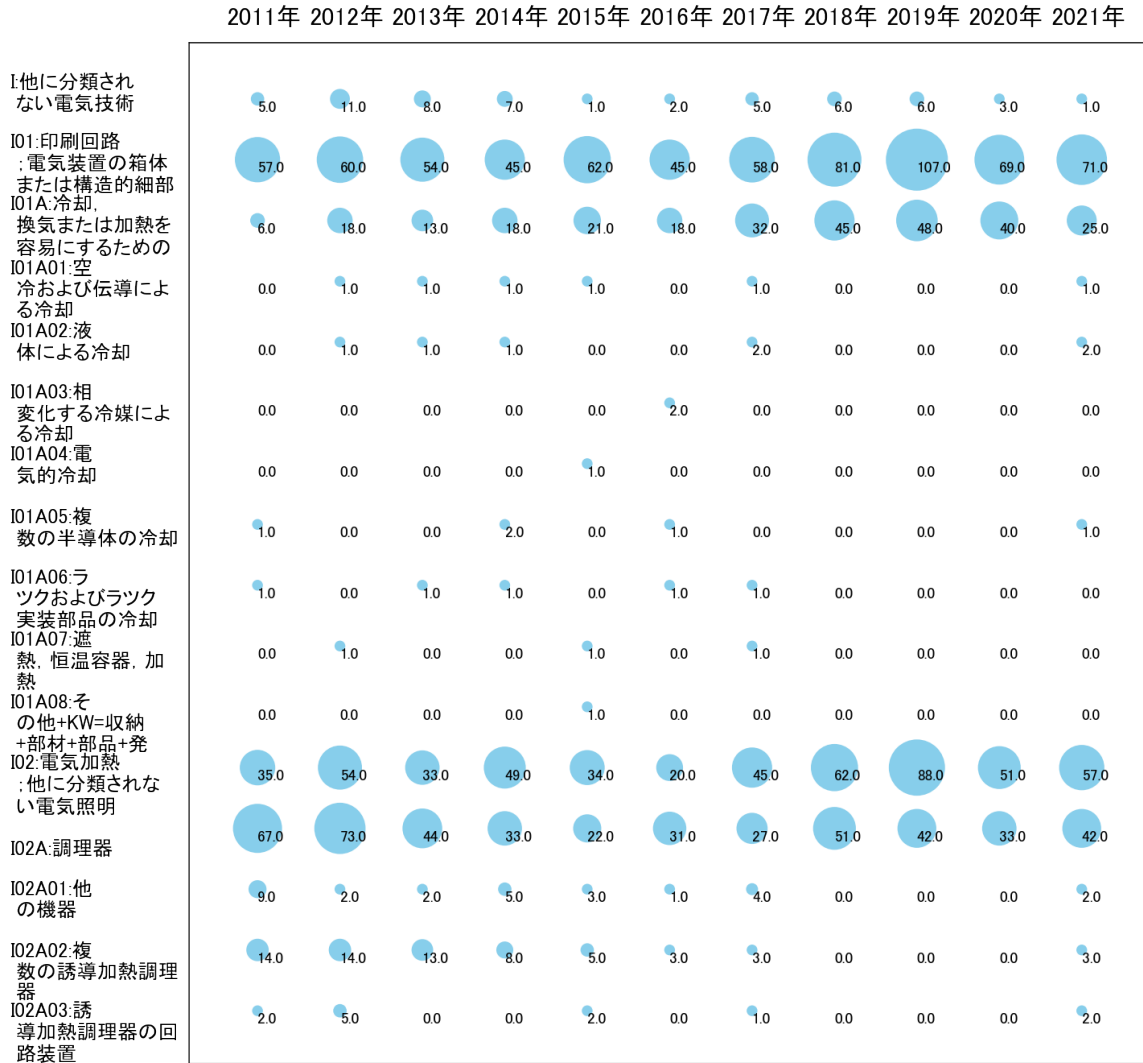 2011年 2012年 2013年 2014年 2015年 2016年 2017年 2018年 2019年 2020年 2021年
I:他に分類され
ない電気技術
5.0 11.0 8.0 7.0 1.0 2.0 5.0 6.0 6.0 3.0 1.0
I01:印刷回路
;電気装置の箱体
または構造的細部
57.0 60.0 54.0 45.0 62.0 45.0 58.0 81.0 107.0 69.0 71.0
I01A:冷却,
換気または加熱を
容易にするための
6.0 18.0 13.0 18.0 21.0 18.0 32.0 45.0 48.0 40.0 25.0
I01A01:空
冷および伝導によ
る冷却
0.0 1.0 1.0 1.0 1.0 0.0 1.0 0.0 0.0 0.0 1.0
I01A02:液
体による冷却
0.0 1.0 1.0 1.0 0.0 0.0 2.0 0.0 0.0 0.0 2.0
I01A03:相
変化する冷媒によ
る冷却
0.0 0.0 0.0 0.0 0.0 2.0 0.0 0.0 0.0 0.0 0.0
I01A04:電
気的冷却
0.0 0.0 0.0 0.0 1.0 0.0 0.0 0.0 0.0 0.0 0.0
I01A05:複
数の半導体の冷却
1.0 0.0 0.0 2.0 0.0 1.0 0.0 0.0 0.0 0.0 1.0
I01A06:ラ
ツクおよびラツク
実装部品の冷却
1.0 0.0 1.0 1.0 0.0 1.0 1.0 0.0 0.0 0.0 0.0
I01A07:遮
熱, 恒温容器, 加
熱
0.0 1.0 0.0 0.0 1.0 0.0 1.0 0.0 0.0 0.0 0.0
I01A08:そ
の他+KW=収納
+部材+部品+発
0.0 0.0 0.0 0.0 1.0 0.0 0.0 0.0 0.0 0.0 0.0
I02:電気加熱
;他に分類されな
い電気照明
35.0 54.0 33.0 49.0 34.0 20.0 45.0 62.0 88.0 51.0 57.0
I02A:調理器
67.0 73.0 44.0 33.0 22.0 31.0 27.0 51.0 42.0 33.0 42.0
I02A01:他
の機器
9.0 2.0 2.0 5.0 3.0 1.0 4.0 0.0 0.0 0.0 2.0
I02A02:複
数の誘導加熱調理
器
14.0 14.0 13.0 8.0 5.0 3.0 3.0 0.0 0.0 0.0 3.0
I02A03:誘
導加熱調理器の回
路装置
2.0 5.0 0.0 0.0 2.0 0.0 1.0 0.0 0.0 0.0 2.0